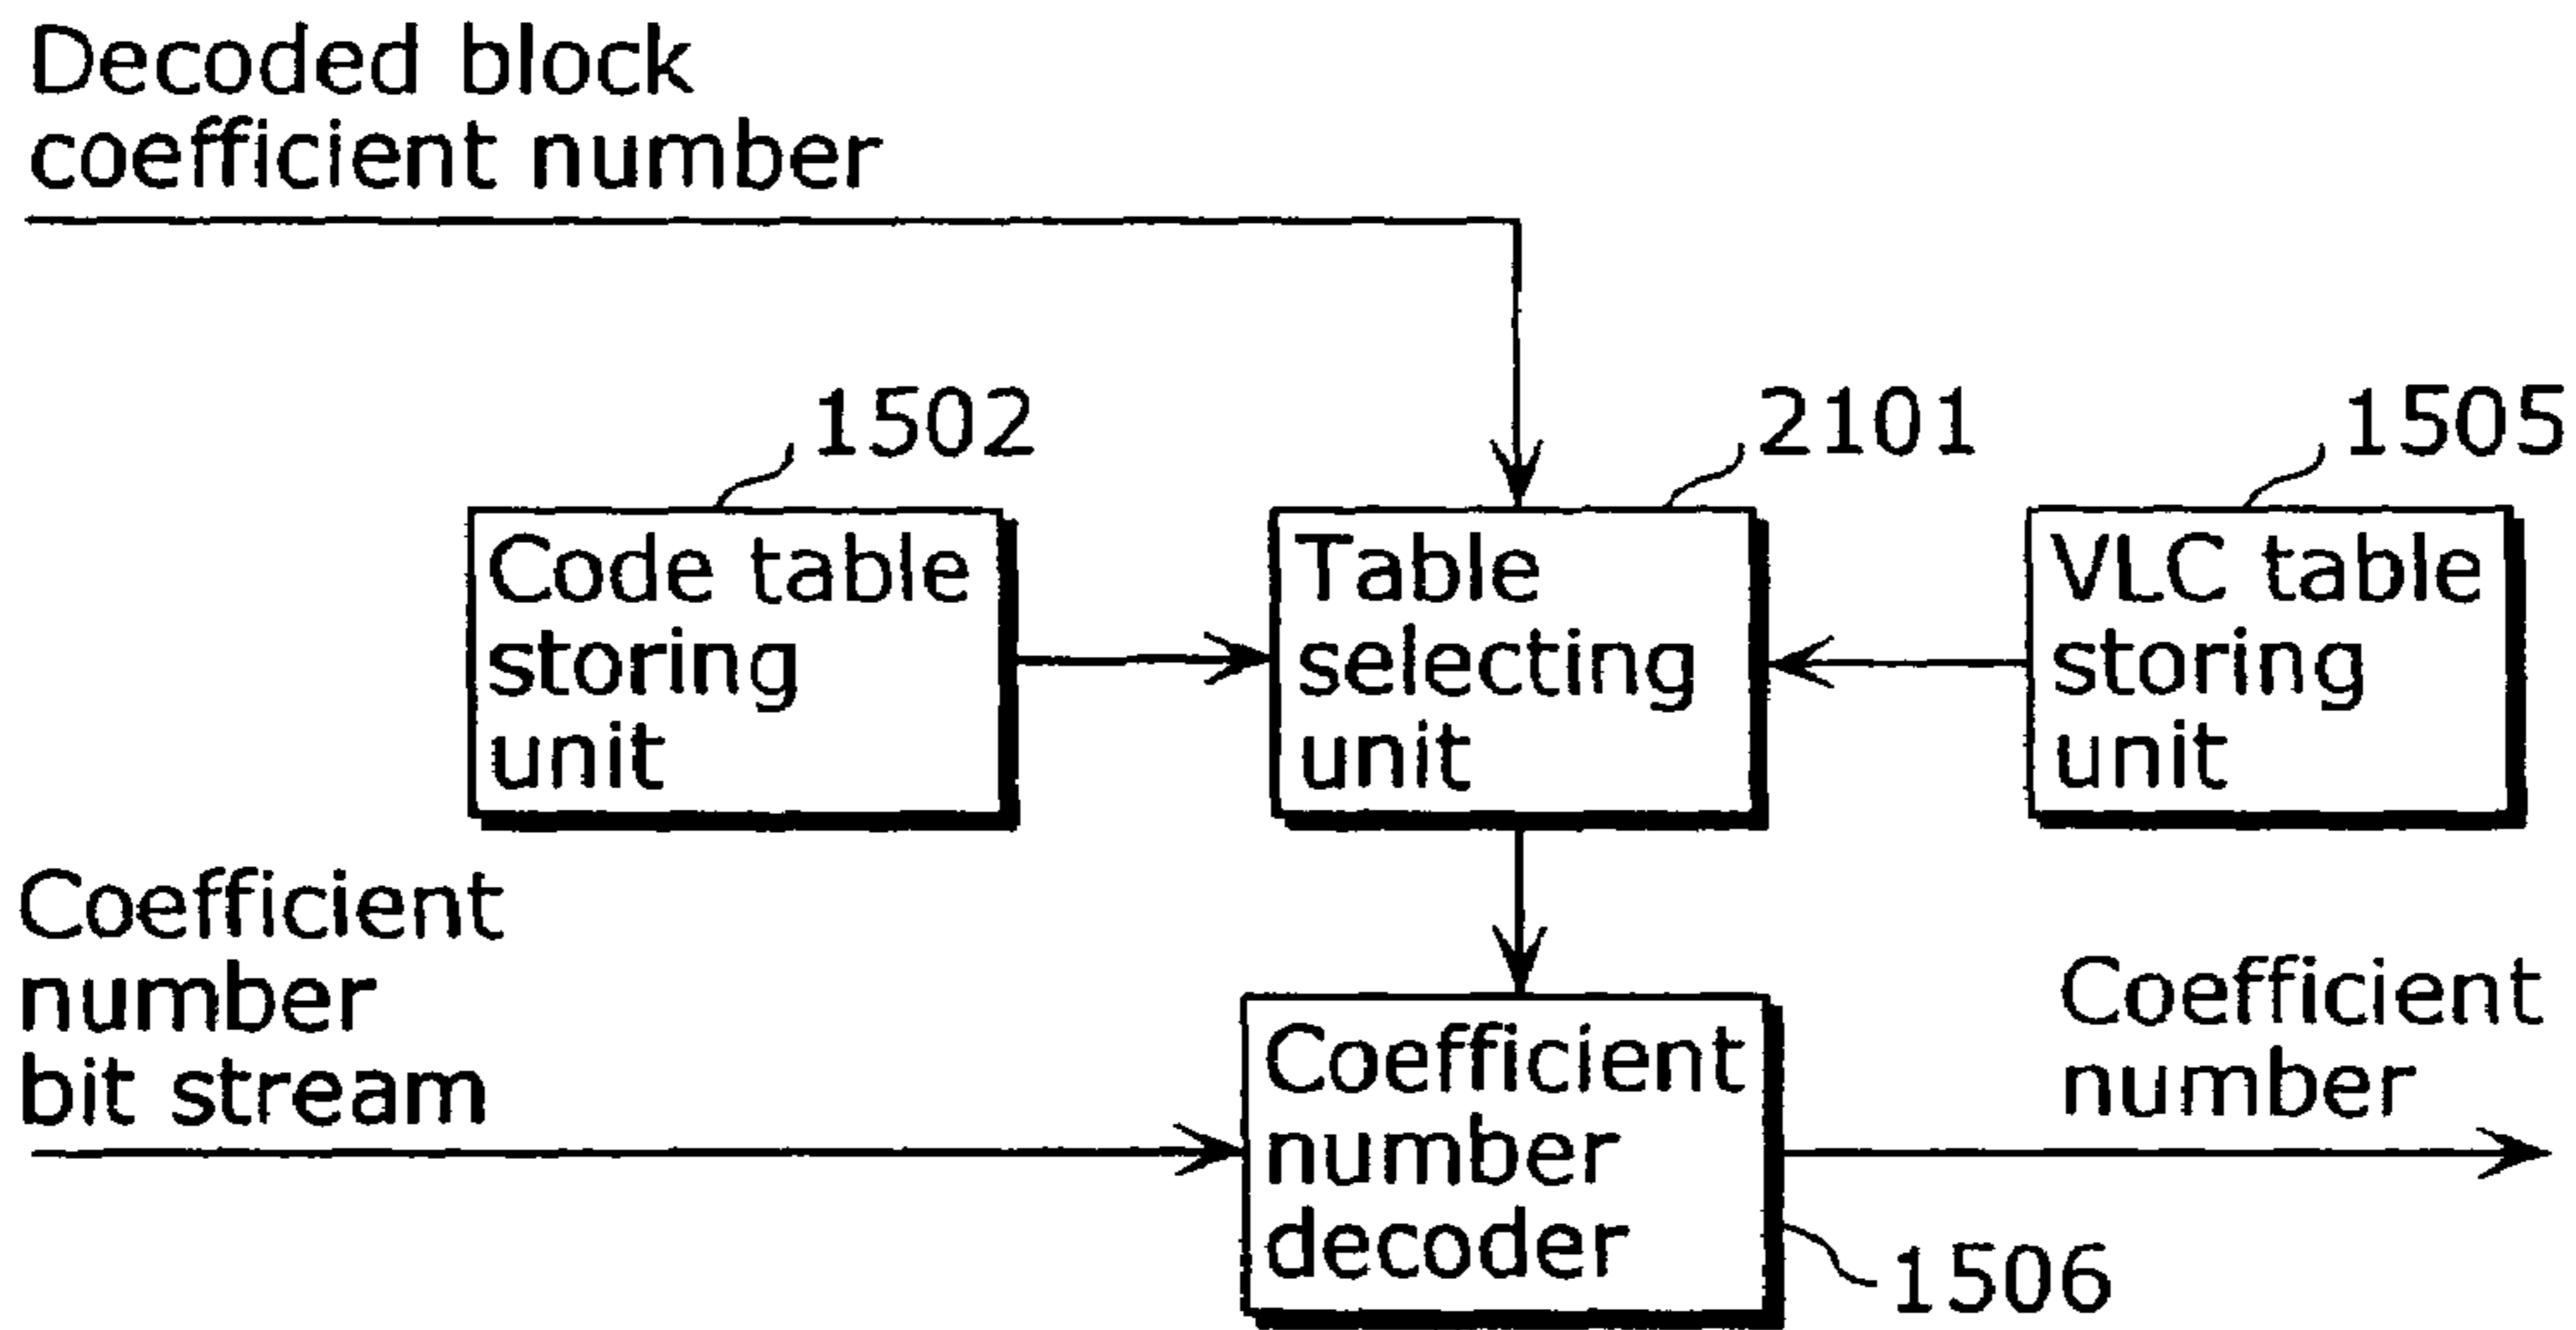 Decoded block
coefficient number
1502
2101
1505
Code table
storing
unit
Table
selecting
unit
VLC table
storing
unit
Coefficient
number
bit stream
Coefficient
number
decoder
Coefficient
number
1506